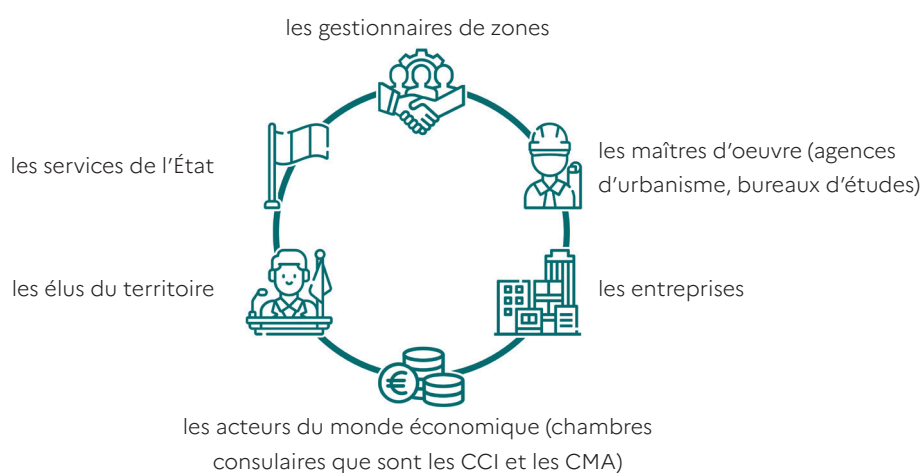 les gestionnaires de zones
les services de l'État
les maîtres d'oeuvre (agences
d'urbanisme, bureaux d'études)
les élus du territoire
les entreprises
€
les acteurs du monde économique (chambres
consulaires que sont les CCI et les CMA)